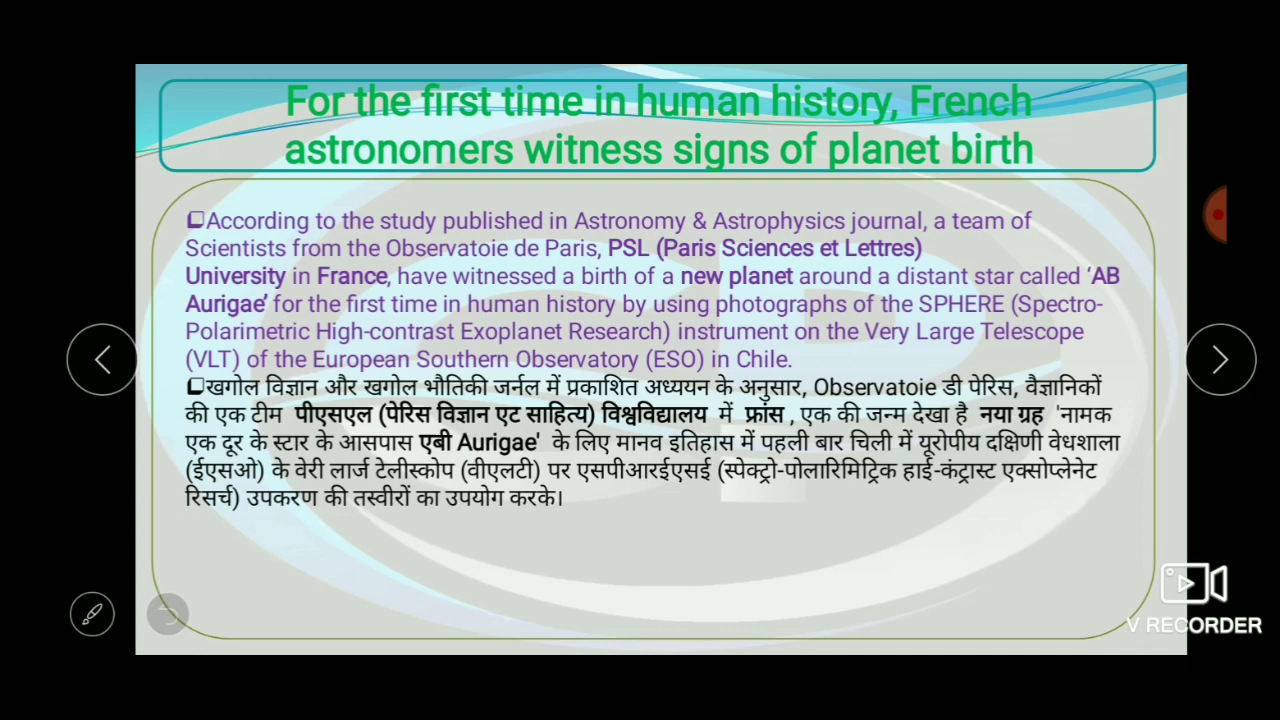 For the first time in human history, French
astronomers witness signs of planet birth
❑According to the study published in Astronomy & Astrophysics journal, a team of
Scientists from the Observatoie de Paris, PSL (Paris Sciences et Lettres)
University in France, have witnessed a birth of a new planet around a distant star called ‘AB
Aurigae’ for the first time in human history by using photographs of the SPHERE (Spectro-
Polarimetric High-contrast Exoplanet Research) instrument on the Very Large Telescope
(VLT) of the European Southern Observatory (ESO) in Chile.
❑खगोल विज्ञान और खगोल भौतिकी जर्नल में प्रकाशित अध्ययन के अनुसार, Observatoie डी पेरिस, वैज्ञानिकों
की एक टीम पीएसएल (पेरिस विज्ञान एट साहित्य) विश्वविद्यालय में फ्रांस , एक की जन्म देखा है नया ग्रह 'नामक
एक दूर के स्टार के आसपास एबी Aurigae' के लिए मानव इतिहास में पहली बार चिली में यूरोपीय दक्षिणी वेधशाला
(ईएसओ) के वेरी लार्ज टेलीस्कोप (वीएलटी) पर एसपीआरईएसई (स्पेक्ट्रो-पोलारिमिट्रिक हाई-कंट्रास्ट एक्सोप्लेनेट
रिसर्च) उपकरण की तस्वीरों का उपयोग करके।
V RECORDER